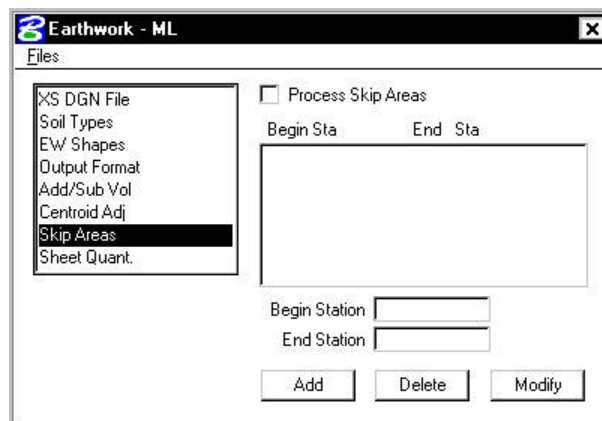 Earthwork - ML
Files
XS DGN File
Soil Types
EW Shapes
Output Format
Add/Sub Vol
Centroid Adj
Skip Areas
Sheet Quant.
Process Skip Areas
Begin Sta End Sta
Begin Station
End Station
Add Delete Modify